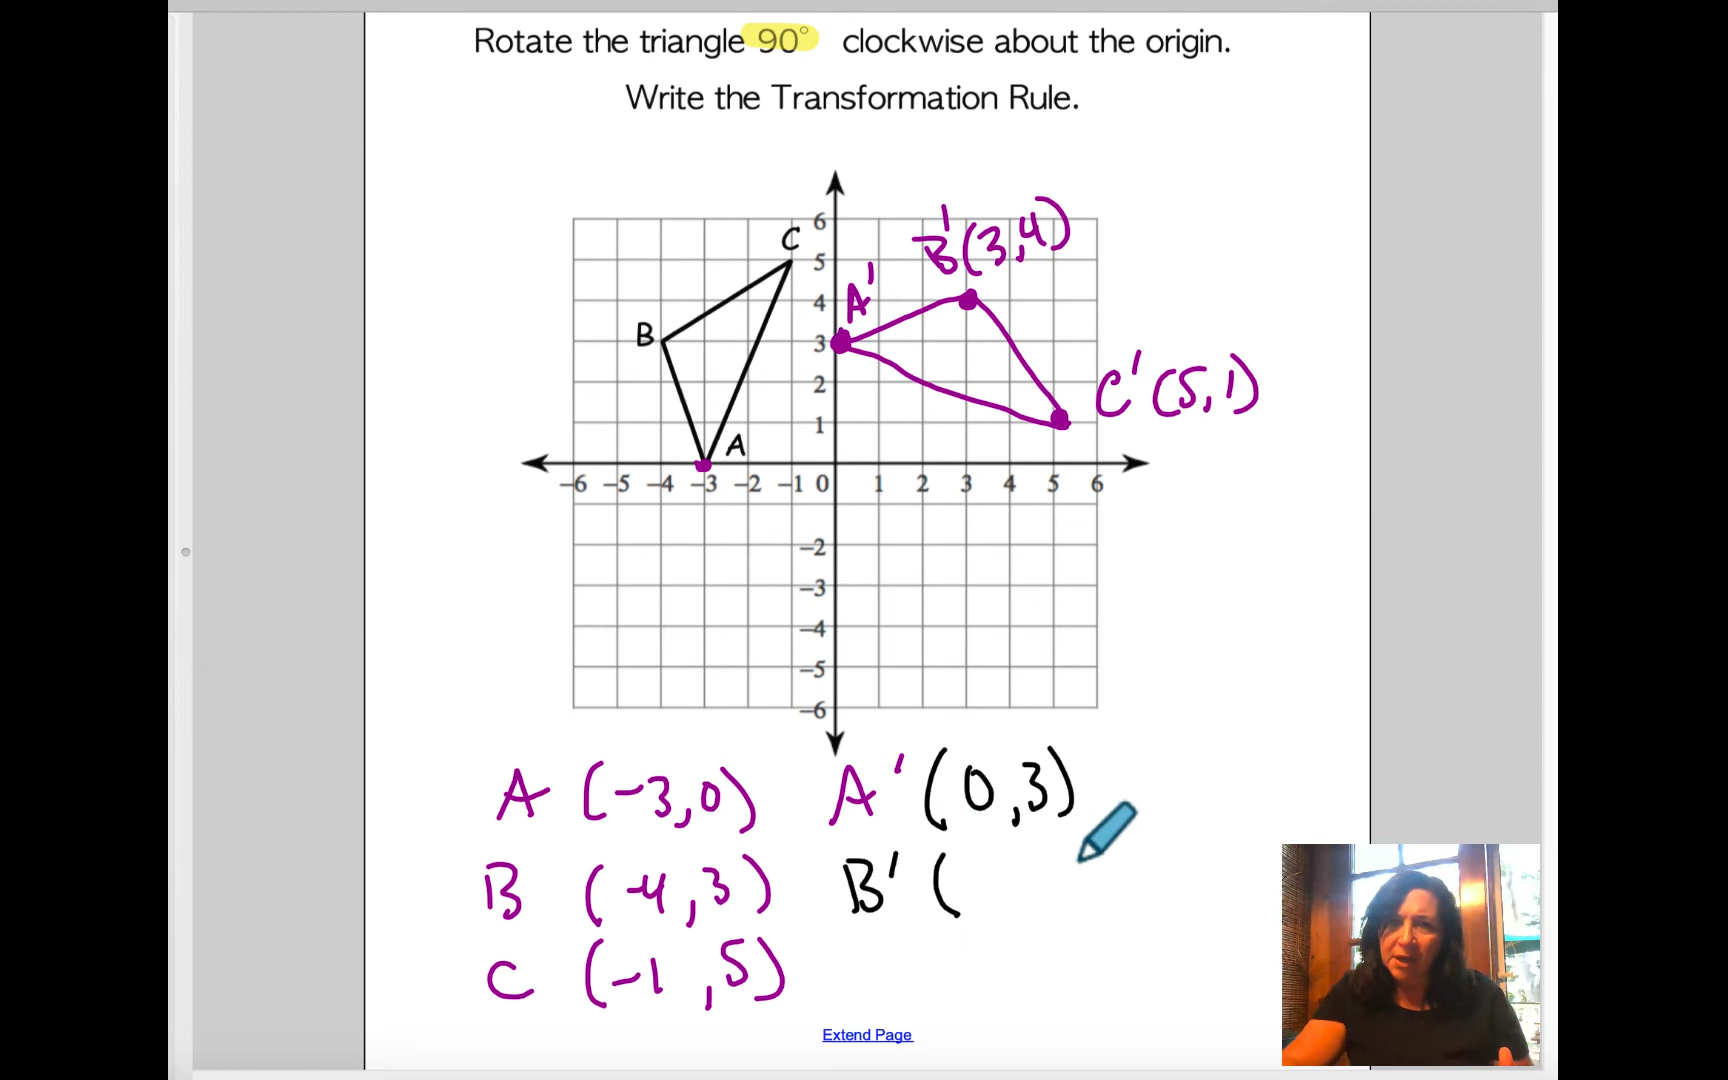 Rotate the triangle 90° clockwise about the origin.
Write the Transformation Rule.
6
B'(3,4)
C
5
A'
4
B
3
2
C'(5,1)
1
A
-6 -5 -4 -3 -2 -1 0 1 2 3 4 5 6
-2
-3
-4
-5
-6
A (-3,0) A'(0,3)
B (-4,3) B'(
C (-1,5)
Extend Page